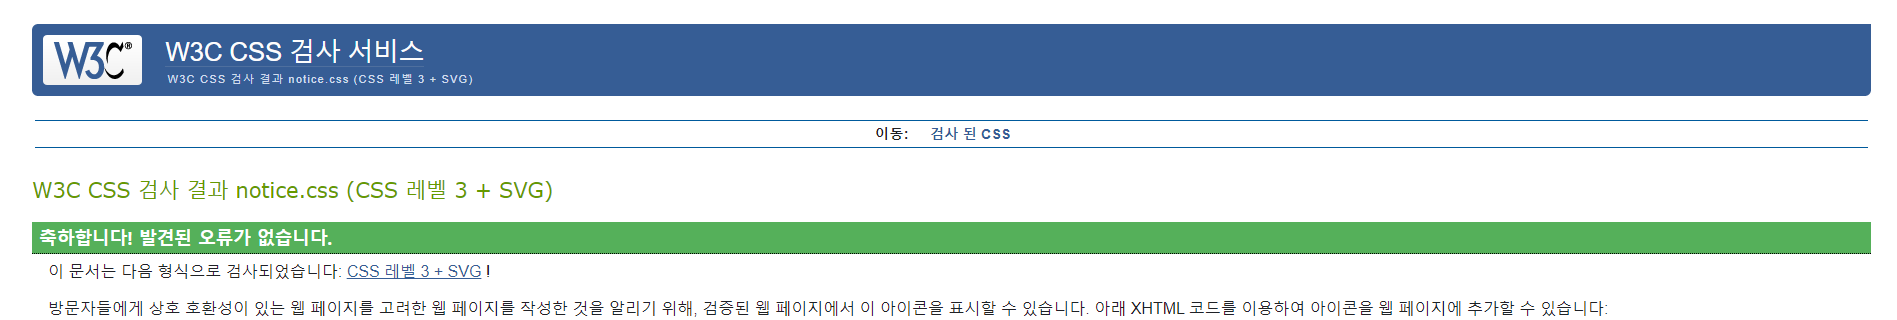 W3C® W3C CSS 검사 서비스
W3C CSS 검사 결과 notice.css (CSS 레벨 3 + SVG)
이동: 검사 된 CSS
W3C CSS 검사 결과 notice.css (CSS 레벨 3 + SVG)
축하합니다! 발견된 오류가 없습니다.
이 문서는 다음 형식으로 검사되었습니다: CSS 레벨 3 + SVG !
방문자들에게 상호 호환성이 있는 웹 페이지를 고려한 웹 페이지를 작성한 것을 알리기 위해, 검증된 웹 페이지에서 이 아이콘을 표시할 수 있습니다. 아래 XHTML 코드를 이용하여 아이콘을 웹 페이지에 추가할 수 있습니다: